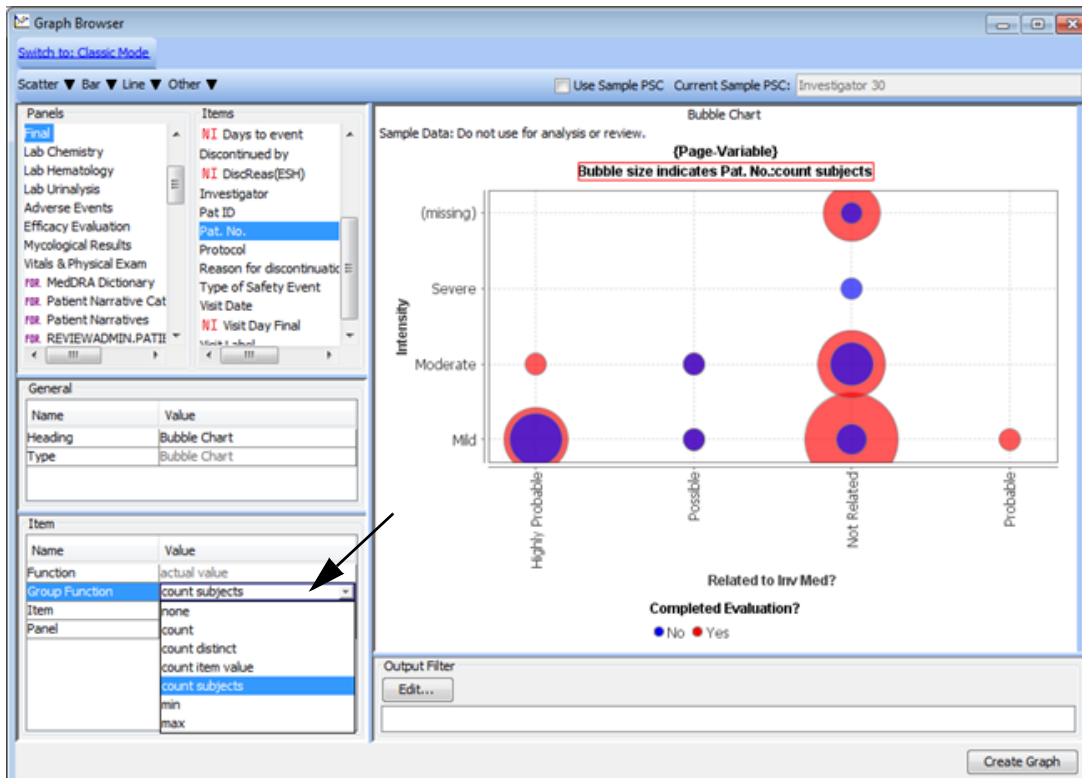 Graph Browser
Switch to: Classic Mode
Scatter ▼ Bar ▼ Line ▼ Other ▼
Use Sample PSC Current Sample PSC: Investigator 30
Panels
Final
Lab Chemistry
Lab Hematology
Lab Urinalysis
Adverse Events
Efficacy Evaluation
Mycological Results
Vitals & Physical Exam
FOR. MedDRA Dictionary
FOR. Patient Narrative Cat
FOR. Patient Narratives
FOR. REVIEWADMIN.PATIE
Items
NI Days to event
Discontinued by
NI DiscReas(ESH)
Investigator
Pat ID
Pat. No.
Protocol
Reason for discontinuatic
Type of Safety Event
Visit Date
NI Visit Day Final
Visit Label
General
Name Value
Heading Bubble Chart
Type Bubble Chart
Item
Name Value
Function actual value
Group Function count subjects
Item
Panel
none
count
count distinct
count item value
count subjects
min
max
Bubble Chart
Sample Data: Do not use for analysis or review.
{Page-Variable}
Bubble size indicates Pat. No.:count subjects
Intensity
(missing)
Severe
Moderate
Mild
Highly Probable
Possible
Not Related
Probable
Related to Inv Med?
Completed Evaluation?
No Yes
Output Filter
Edit...
Create Graph